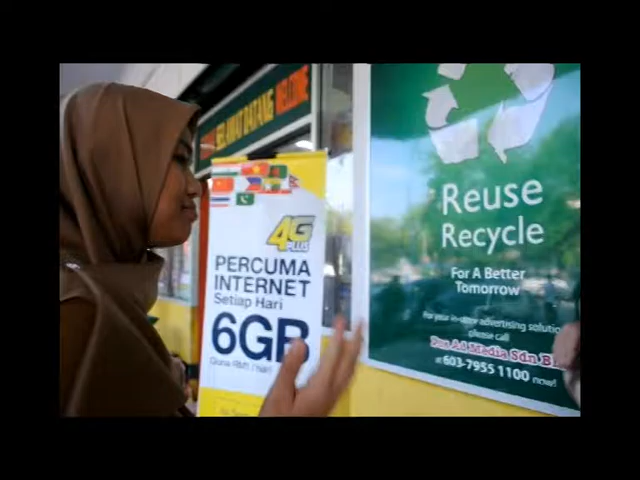 SELAMAT DATANG WELCOME
4G
PLUS
PERCUMA
INTERNET
Setiap Hari
6GB
Reuse
Recycle
For A Better
Tomorrow
For your in-store advertising solution
please call
Pos Ad Media Sdn B
+603-7955 1100 now!